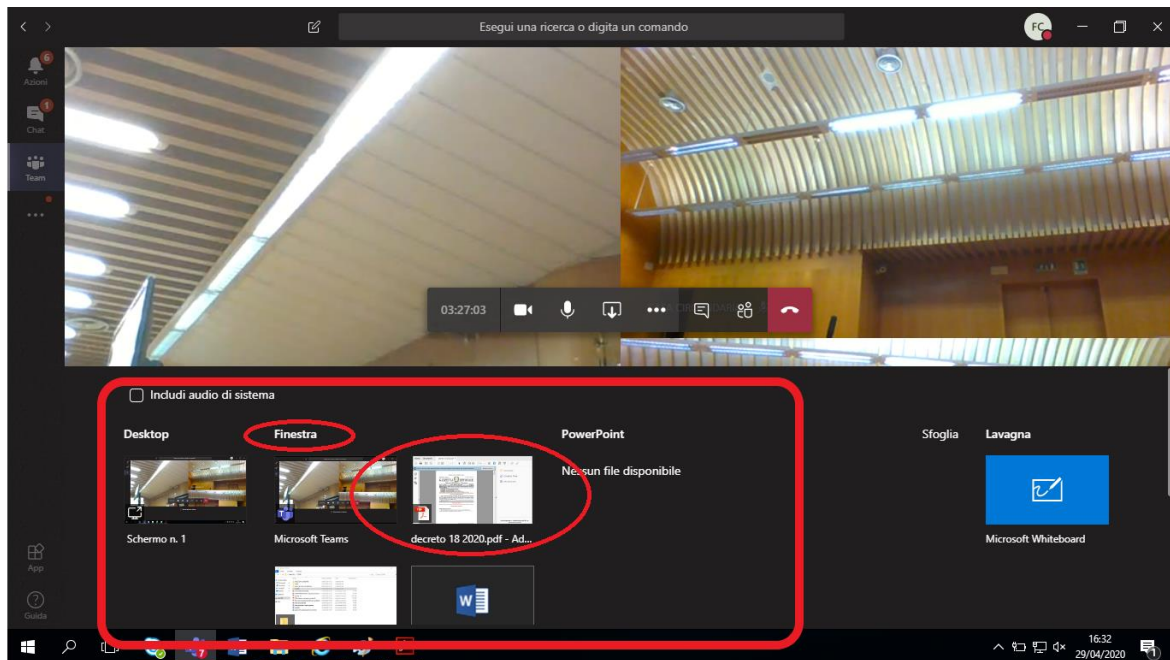 Esegui una ricerca o digita un comando
FC
6
Azioni
1
Chat
Team
03:27:03
Includi audio di sistema
Desktop
Finestra
PowerPoint
Sfoglia
Lavagna
Nessun file disponibile
Schermo n. 1
Microsoft Teams
decreto 18 2020.pdf - Ad...
Microsoft Whiteboard
App
Guida
W
7
16:32
29/04/2020
1